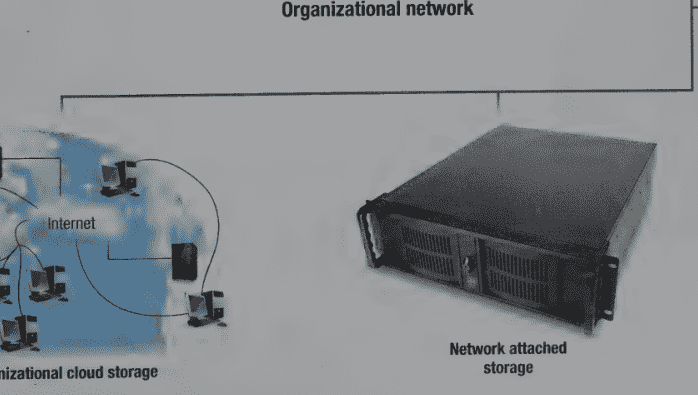 Organizational network
Internet
nizational cloud storage
Network attached
storage